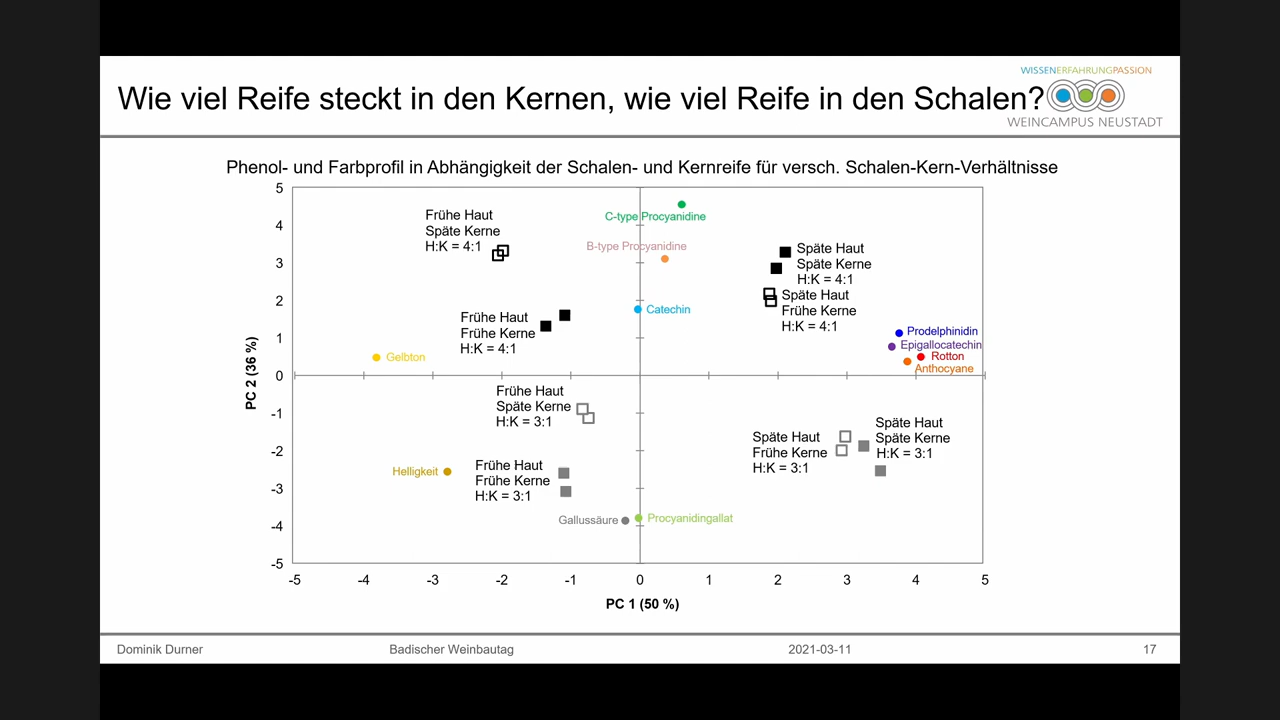 WISSENERFAHRUNGPASSION
Wie viel Reife steckt in den Kernen, wie viel Reife in den Schalen?
WEINCAMPUS NEUSTADT
Phenol- und Farbprofil in Abhängigkeit der Schalen- und Kernreife für versch. Schalen-Kern-Verhältnisse
5
4
3
2
1
0
-1
-2
-3
-4
-5
PC 2 (36 %)
Frühe Haut
Späte Kerne
H:K = 4:1
C-type Procyanidine
B-type Procyanidine
Späte Haut
Späte Kerne
H:K = 4:1
Späte Haut
Frühe Kerne
H:K = 4:1
Catechin
Frühe Haut
Frühe Kerne
H:K = 4:1
Prodelphinidin
Epigallocatechin
Rotton
Anthocyane
Gelbton
Frühe Haut
Späte Kerne
H:K = 3:1
Späte Haut
Frühe Kerne
H:K = 3:1
Späte Haut
Späte Kerne
H:K = 3:1
Helligkeit
Frühe Haut
Frühe Kerne
H:K = 3:1
Gallussäure
Procyanidingallat
-5 -4 -3 -2 -1 0 1 2 3 4 5
PC 1 (50 %)
Dominik Durner Badischer Weinbautag 2021-03-11 17